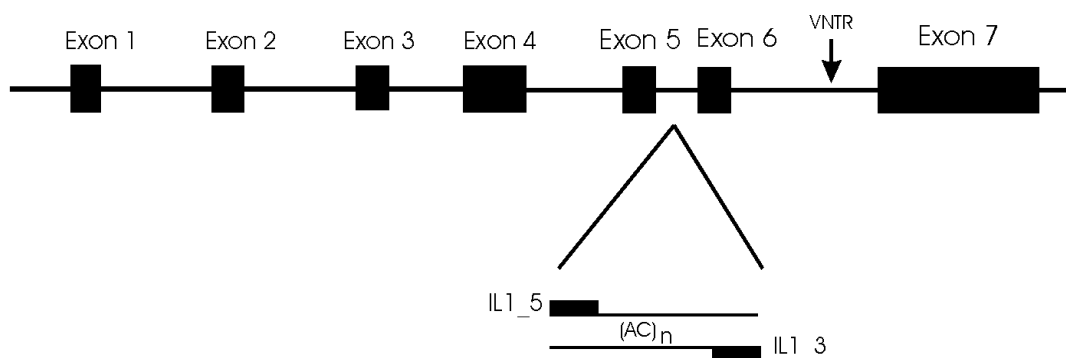 Exon 1
Exon 2
Exon 3
Exon 4
Exon 5
Exon 6
VNTR
Exon 7
IL1_5
(AC)n
IL1_3